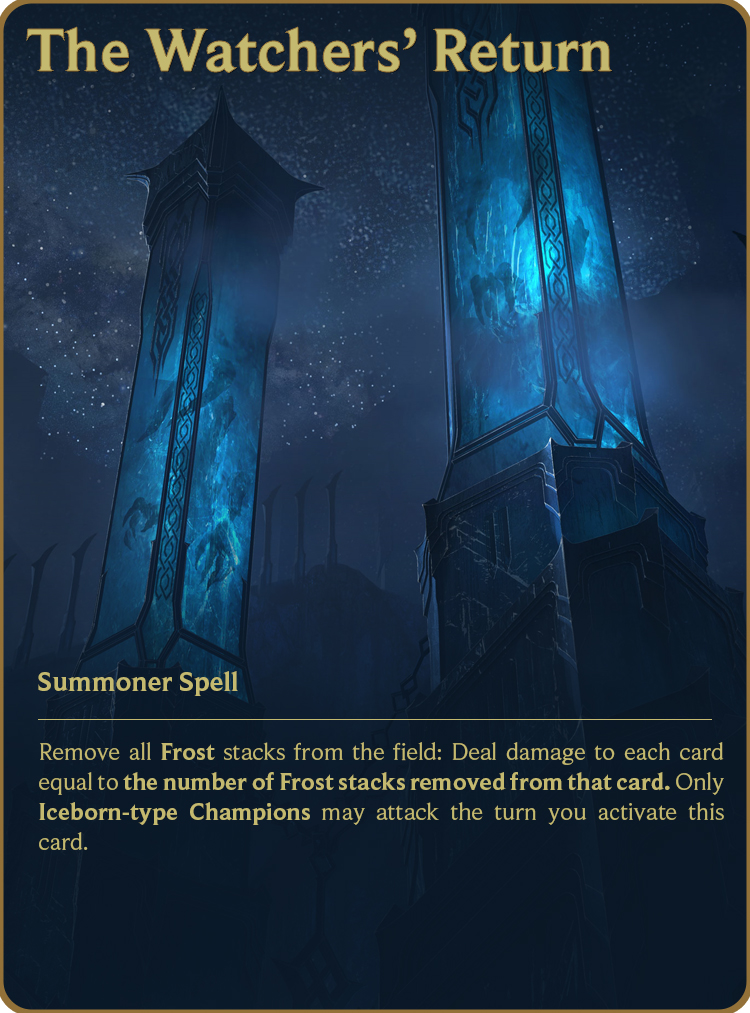 The Watchers’ Return
Summoner Spell
Remove all Frost stacks from the field: Deal damage to each card
equal to the number of Frost stacks removed from that card. Only
Iceborn-type Champions may attack the turn you activate this
card.